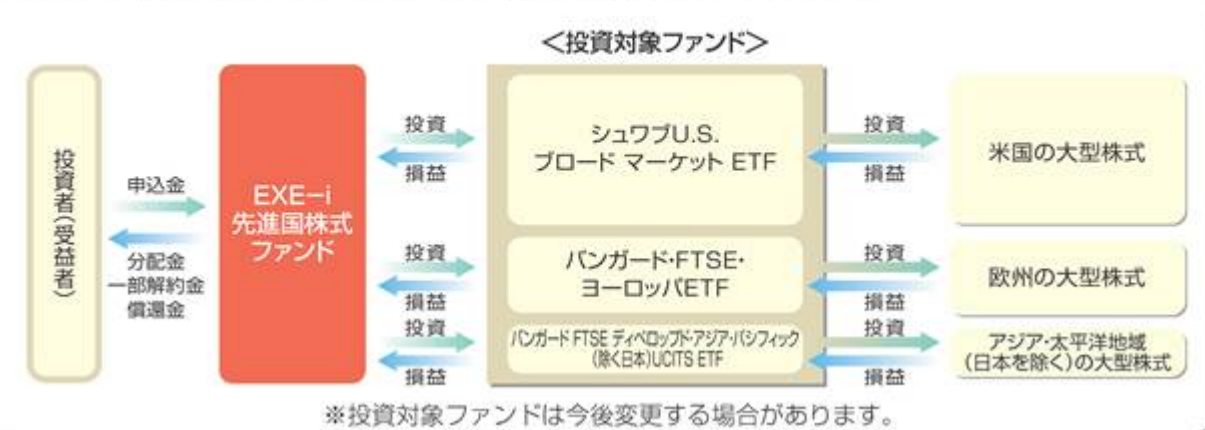 <投資対象ファンド>
投資者(受益者)
申込金
分配金
一部解約金
償還金
EXE-i
先進国株式
ファンド
投資
損益
シュワブU.S.
ブロード マーケット ETF
投資
損益
米国の大型株式
投資
損益
バンガード・FTSE・
ヨーロッパETF
投資
損益
欧州の大型株式
投資
損益
バンガード FTSE ディベロップド・アジア・パシフィック
(除く日本)UCITS ETF
投資
損益
アジア・太平洋地域
(日本を除く)の大型株式
※投資対象ファンドは今後変更する場合があります。